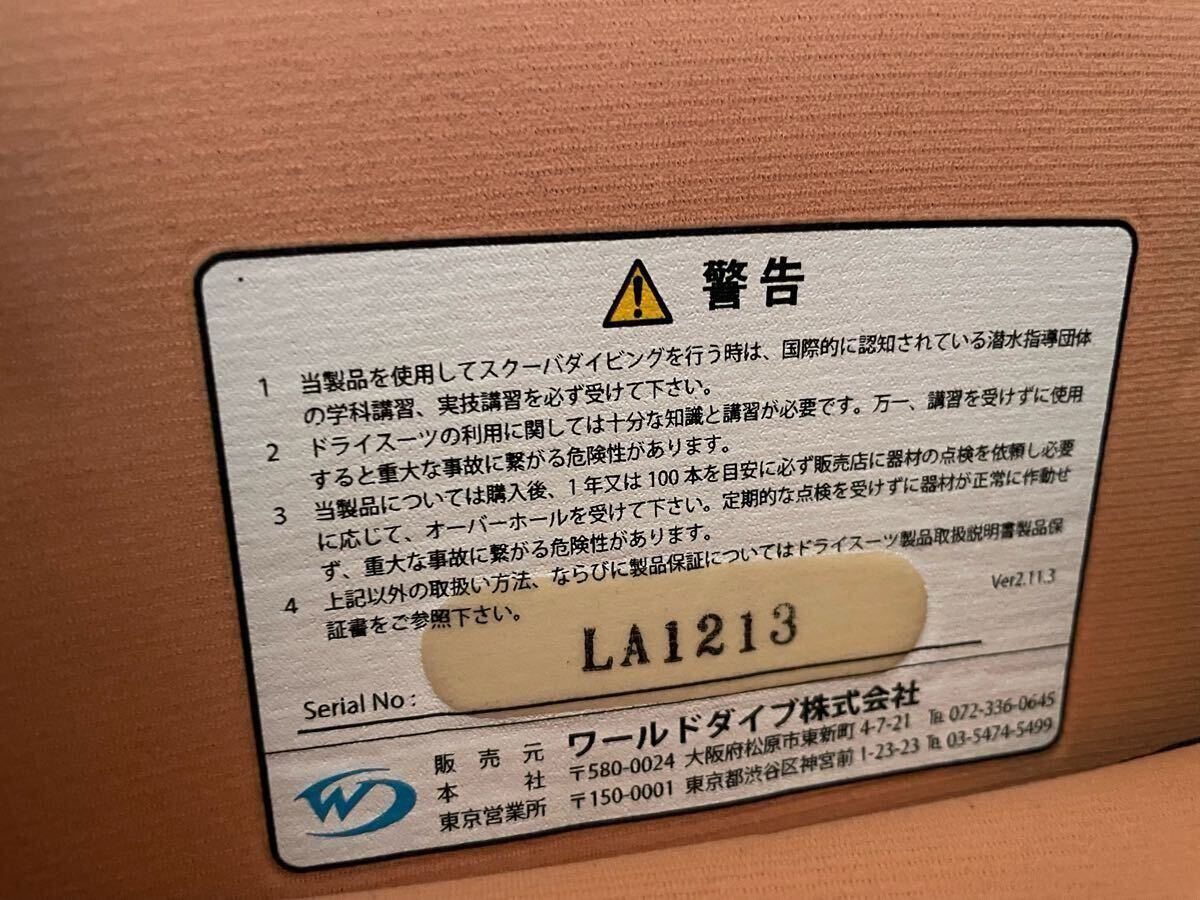 警告
1 当製品を使用してスクーバダイビングを行う時は、国際的に認知されている潜水指導団体
の学科講習、実技講習を必ず受けて下さい。
2 ドライスーツの利用に関しては十分な知識と講習が必要です。万一、講習を受けずに使用
すると重大な事故に繋がる危険性があります。
3 当製品については購入後、1年又は100本を目安に必ず販売店に器材の点検を依頼し必要
に応じて、オーバーホールを受けて下さい。定期的な点検を受けずに器材が正常に作動せ
ず、重大な事故に繋がる危険性があります。
4 上記以外の取扱い方法、ならびに製品保証についてはドライスーツ製品取扱説明書製品保
証書をご参照下さい。
Ver2.11.3
Serial No : LA1213
販売元 ワールドダイブ株式会社
本社 〒580-0024 大阪府松原市東新町4-7-21 ℡ 072-336-0645
東京営業所 〒150-0001 東京都渋谷区神宮前1-23-23 ℡ 03-5474-5499